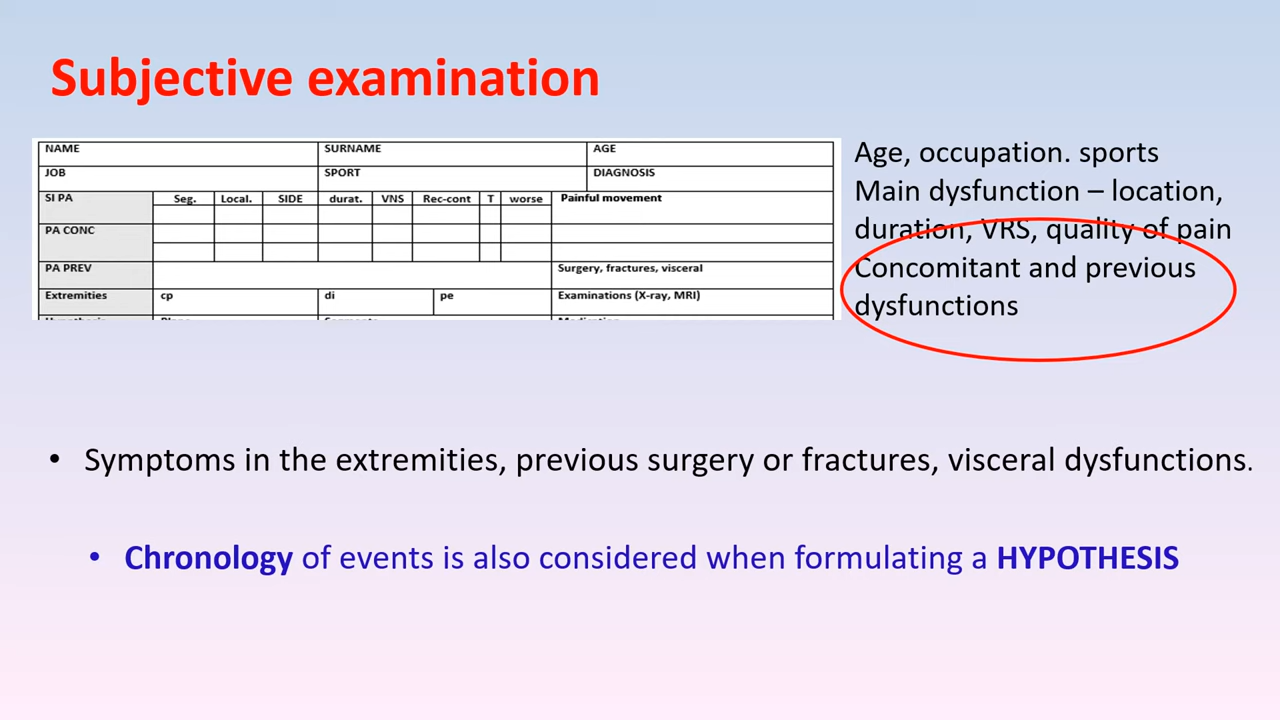 Subjective examination
NAME SURNAME AGE
JOB SPORT DIAGNOSIS
SI PA Seg. Local. SIDE durat. VNS Rec-cont T worse Painful movement
PA CONC
PA PREV Surgery, fractures, visceral
Extremities cp di pe Examinations (X-ray, MRI)
Age, occupation. sports
Main dysfunction – location,
duration, VRS, quality of pain
Concomitant and previous
dysfunctions
• Symptoms in the extremities, previous surgery or fractures, visceral dysfunctions.
• Chronology of events is also considered when formulating a HYPOTHESIS